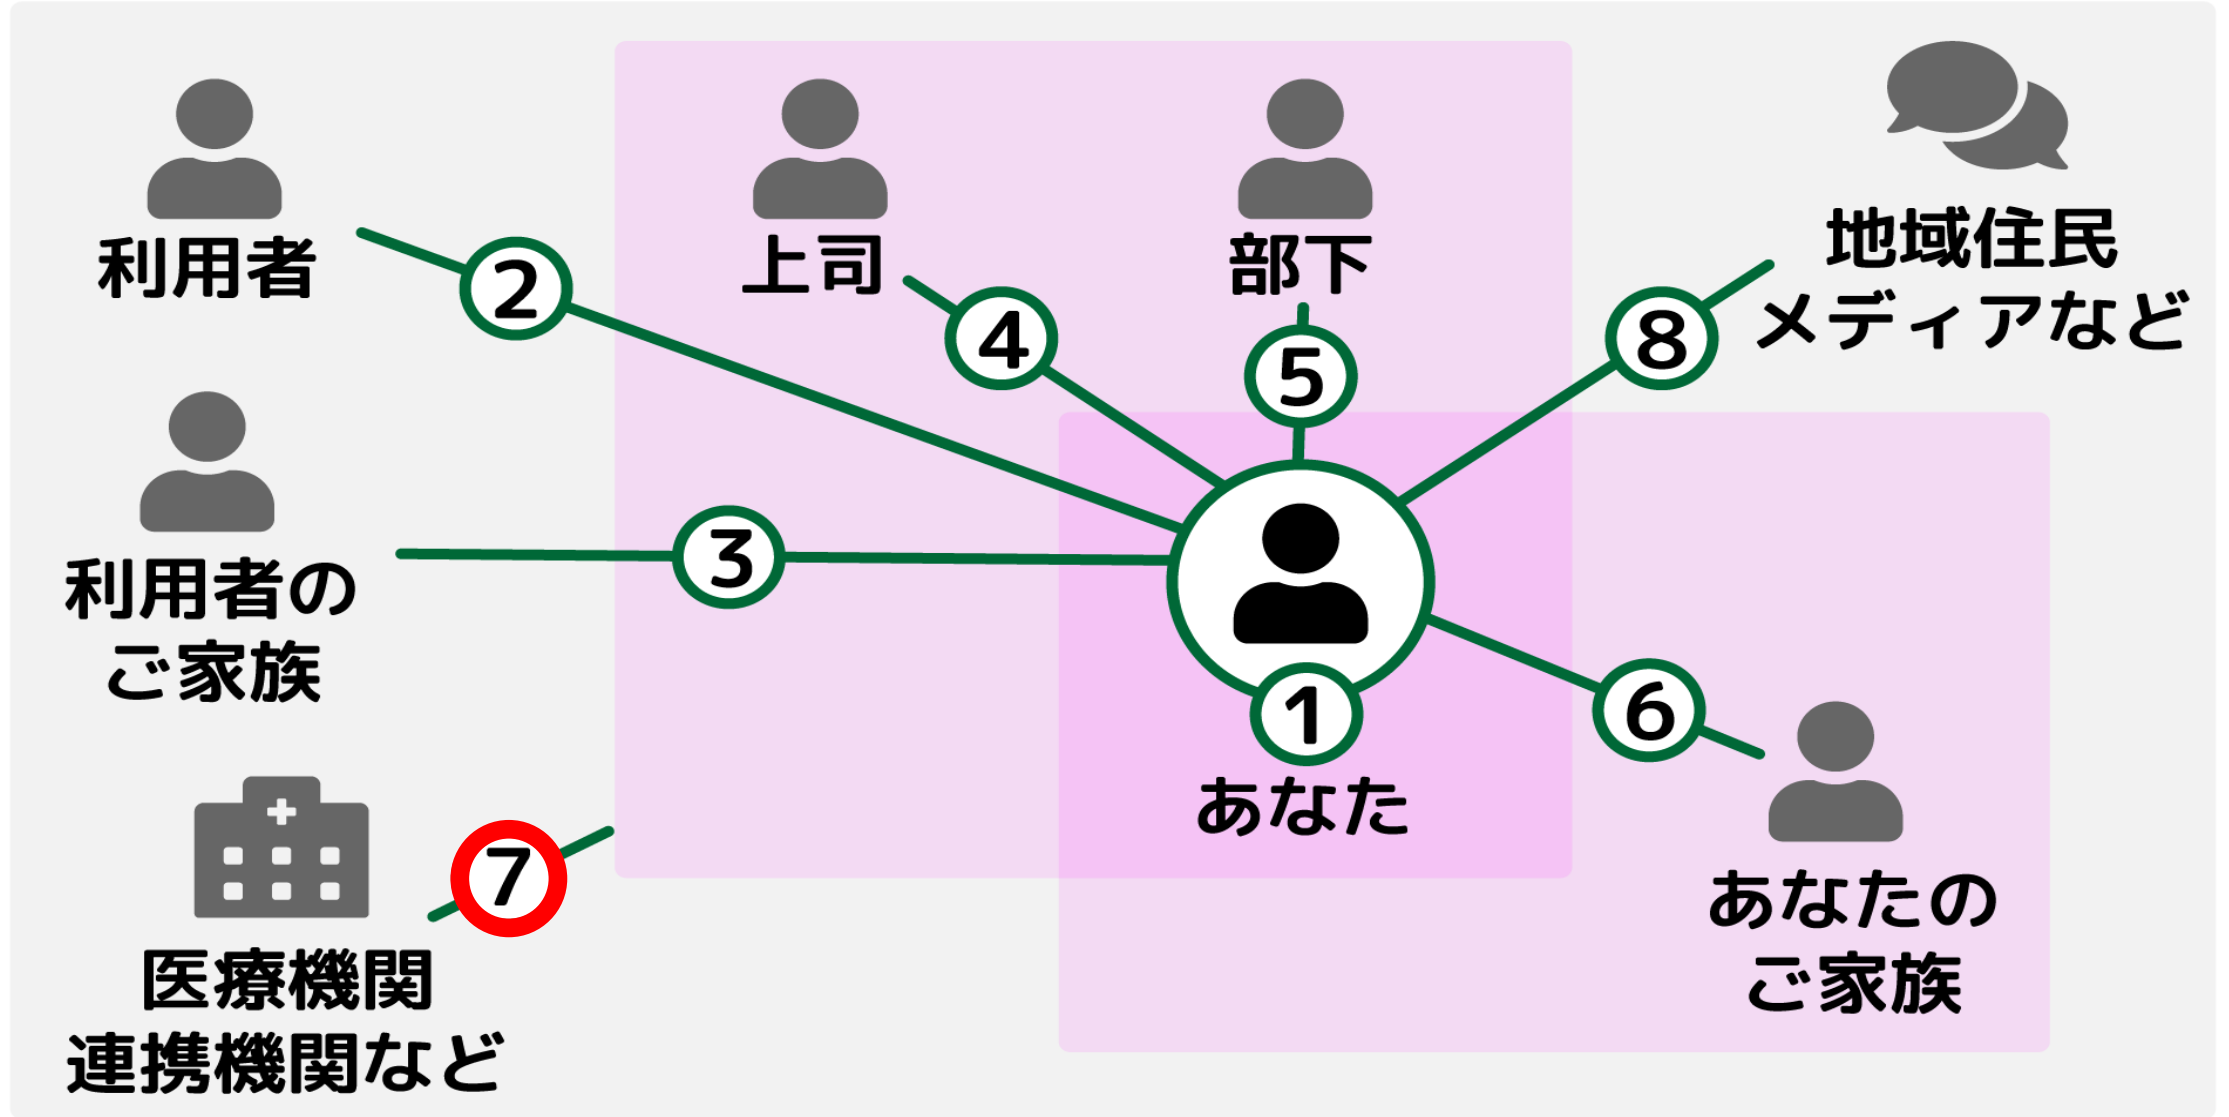 利用者
2
上司
4
部下
5
地域住民
メディアなど
8
利用者の
ご家族
3
1
あなた
6
あなたの
ご家族
7
医療機関
連携機関など